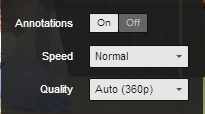 Annotations On Off
Speed Normal
Quality Auto (360p)